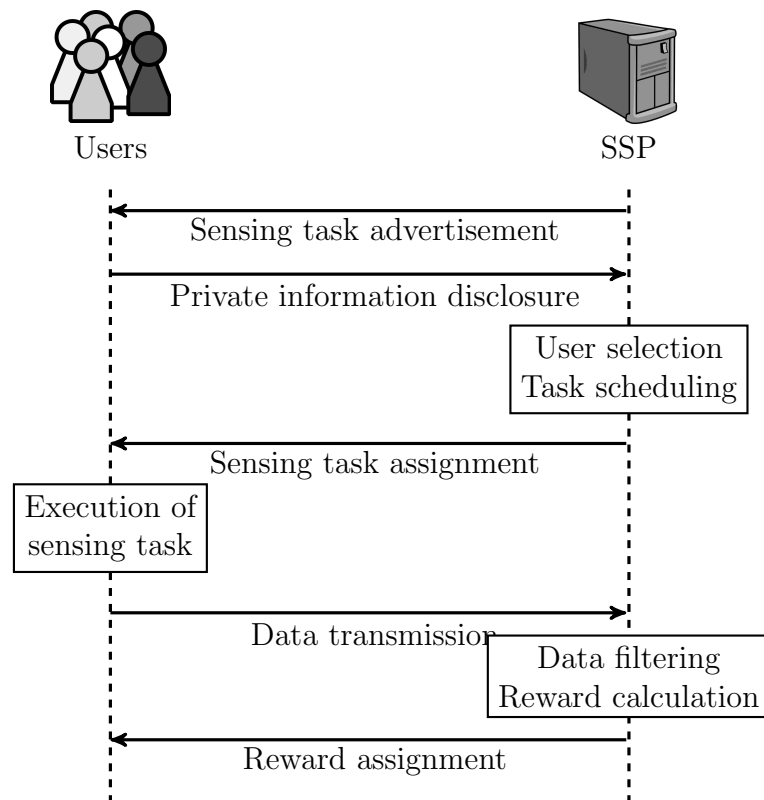 Users
SSP
Sensing task advertisement
Private information disclosure
User selection
Task scheduling
Sensing task assignment
Execution of
sensing task
Data transmission
Data filtering
Reward calculation
Reward assignment